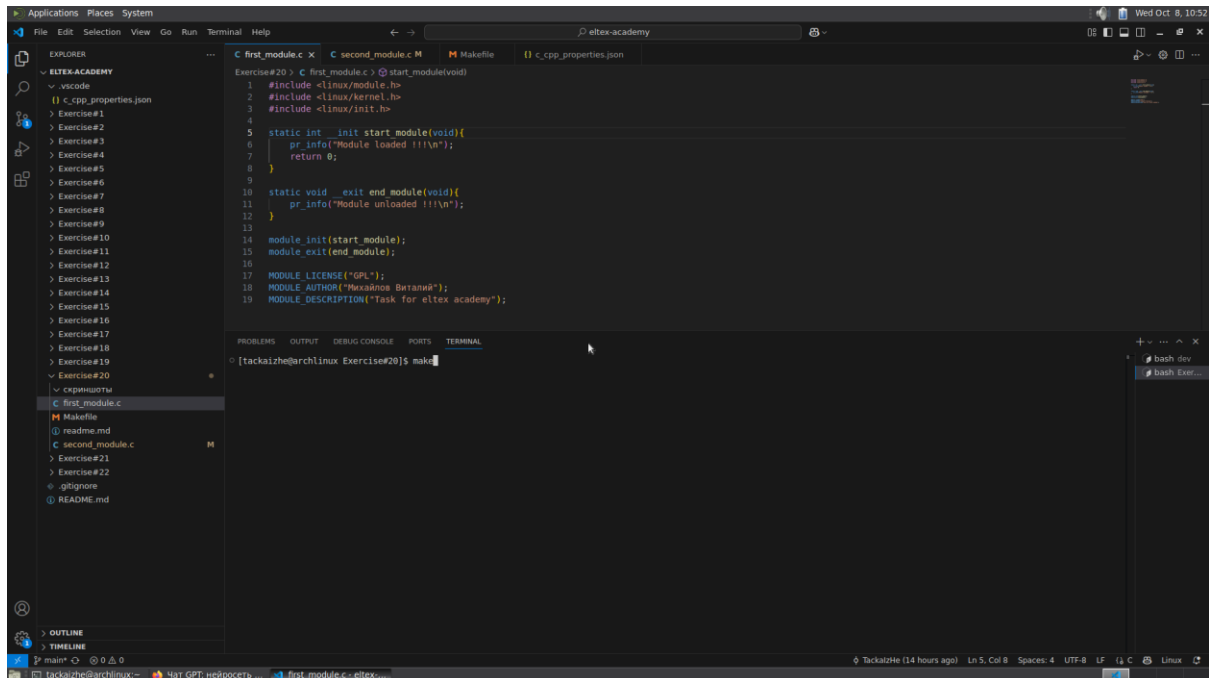 Applications Places System
Wed Oct 8, 10:52
File Edit Selection View Go Run Terminal Help
eltex-academy
EXPLORER
ELTEX-ACADEMY
.vscode
{} c_cpp_properties.json
Exercise#1
Exercise#2
Exercise#3
Exercise#4
Exercise#5
Exercise#6
Exercise#7
Exercise#8
Exercise#9
Exercise#10
Exercise#11
Exercise#12
Exercise#13
Exercise#14
Exercise#15
Exercise#16
Exercise#17
Exercise#18
Exercise#19
Exercise#20
скриншоты
C first_module.c
M Makefile
readme.md
C second_module.c M
Exercise#21
Exercise#22
.gitignore
README.md
OUTLINE
TIMELINE
C first_module.c × C second_module.c M M Makefile {} c_cpp_properties.json
Exercise#20 > C first_module.c > start_module(void)
1 #include <linux/module.h>
2 #include <linux/kernel.h>
3 #include <linux/init.h>
4
5 static int __init start_module(void){
6 pr_info("Module loaded !!!\n");
7 return 0;
8 }
9
10 static void __exit end_module(void){
11 pr_info("Module unloaded !!!\n");
12 }
13
14 module_init(start_module);
15 module_exit(end_module);
16
17 MODULE_LICENSE("GPL");
18 MODULE_AUTHOR("Михайлов Виталий");
19 MODULE_DESCRIPTION("Task for eltex academy");
PROBLEMS OUTPUT DEBUG CONSOLE PORTS TERMINAL
[tackaizhe@archlinux Exercise#20]$ make
bash dev
bash Exer...
main* 0 0
TackaIzHe (14 hours ago) Ln 5, Col 8 Spaces: 4 UTF-8 LF C Linux
tackaizhe@archlinux:~ Чат GPT: нейросеть ... first_module.c - eltex-...